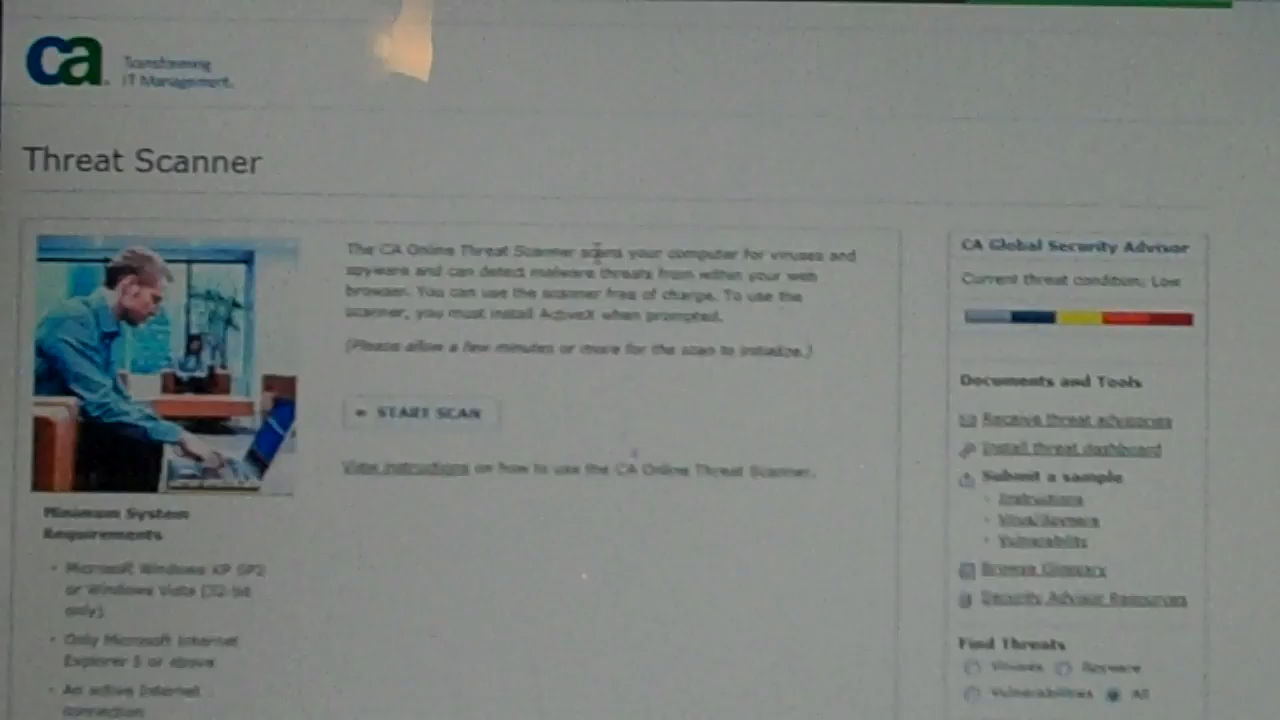 ca
Transforming
IT Management.
Threat Scanner
The CA Online Threat Scanner scans your computer for viruses and
spyware and can detect malware threats from within your web
browser. You can use the scanner free of charge. To use the
scanner, you must install ActiveX when prompted.
(Please allow a few minutes or more for the scan to initialize.)
START SCAN
View instructions on how to use the CA Online Threat Scanner.
Minimum System
Requirements
Microsoft Windows XP SP2
or Windows Vista (32-bit
only)
Only Microsoft Internet
Explorer 5 or above
An active Internet
connection
CA Global Security Advisor
Current threat condition: Low
Documents and Tools
Receive threat advisories
Install threat dashboard
Submit a sample
Instructions
Virus/Spyware
Vulnerability
Browse Glossary
Security Advisor Resources
Find Threats
Viruses Spyware
Vulnerabilities All